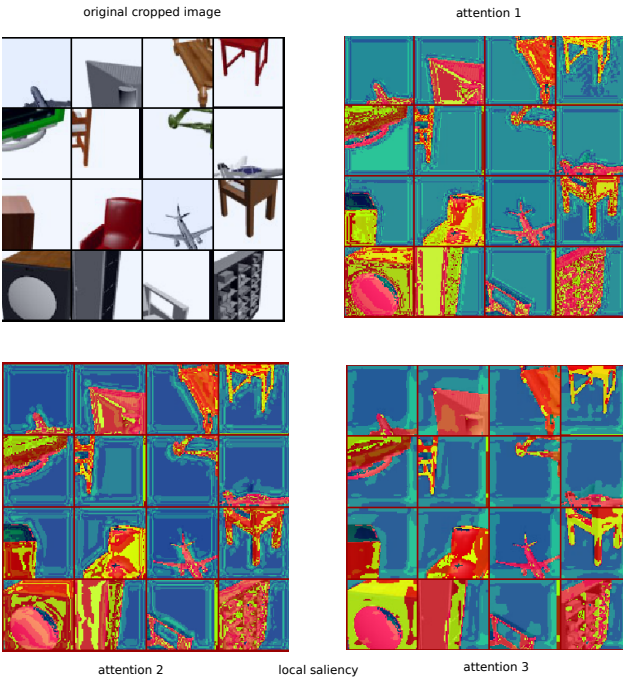 original cropped image
attention 1
attention 2
local saliency
attention 3